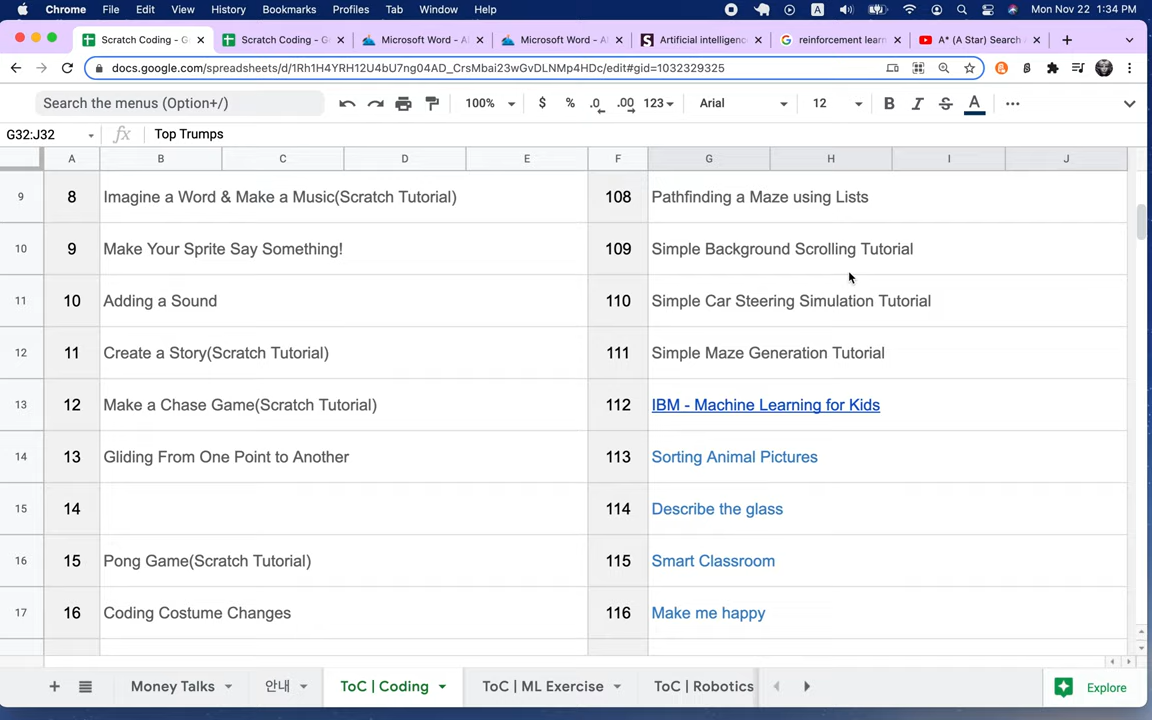 Chrome File Edit View History Bookmarks Profiles Tab Window Help A Mon Nov 22 1:34 PM
Scratch Coding - G Scratch Coding - G Microsoft Word - A Microsoft Word - A Artificial intelligenc reinforcement learn A* (A Star) Search
docs.google.com/spreadsheets/d/1Rh1H4YRH12U4bU7ng04AD_CrsMbai23wGvDLNMp4HDc/edit#gid=1032329325
Search the menus (Option+/) 100% $ % .0 .00 123 Arial 12 B I S A
G32:J32 fx Top Trumps
A B C D E F G H I J
9 8 Imagine a Word & Make a Music(Scratch Tutorial) 108 Pathfinding a Maze using Lists
10 9 Make Your Sprite Say Something! 109 Simple Background Scrolling Tutorial
11 10 Adding a Sound 110 Simple Car Steering Simulation Tutorial
12 11 Create a Story(Scratch Tutorial) 111 Simple Maze Generation Tutorial
13 12 Make a Chase Game(Scratch Tutorial) 112 IBM - Machine Learning for Kids
14 13 Gliding From One Point to Another 113 Sorting Animal Pictures
15 14 114 Describe the glass
16 15 Pong Game(Scratch Tutorial) 115 Smart Classroom
17 16 Coding Costume Changes 116 Make me happy
Money Talks 안내 ToC | Coding ToC | ML Exercise ToC | Robotics Explore